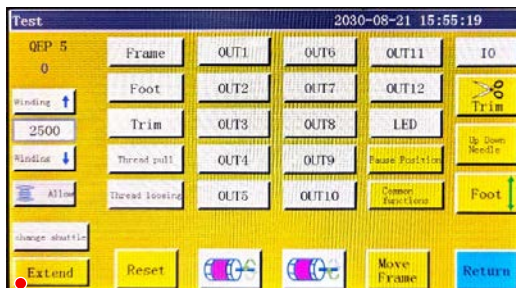 Test
2030-08-21 15:55:19
QEP 5
0
Frame
OUT1
OUT6
OUT11
IO
Winding
Foot
OUT2
OUT7
OUT12
Trim
2500
Trim
OUT3
OUT8
LED
Up Down
Needle
Winding
Thread pull
OUT4
OUT9
Pause Position
Allow
Thread loosing
OUT5
OUT10
Common
functions
Foot
change shuttle
Extend
Reset
Move
Frame
Return